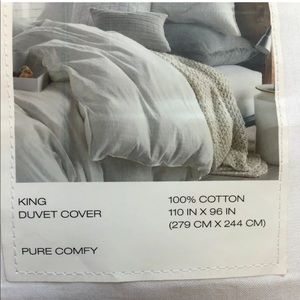 KING
DUVET COVER
PURE COMFY
100% COTTON
110 IN X 96 IN
(279 CM X 244 CM)